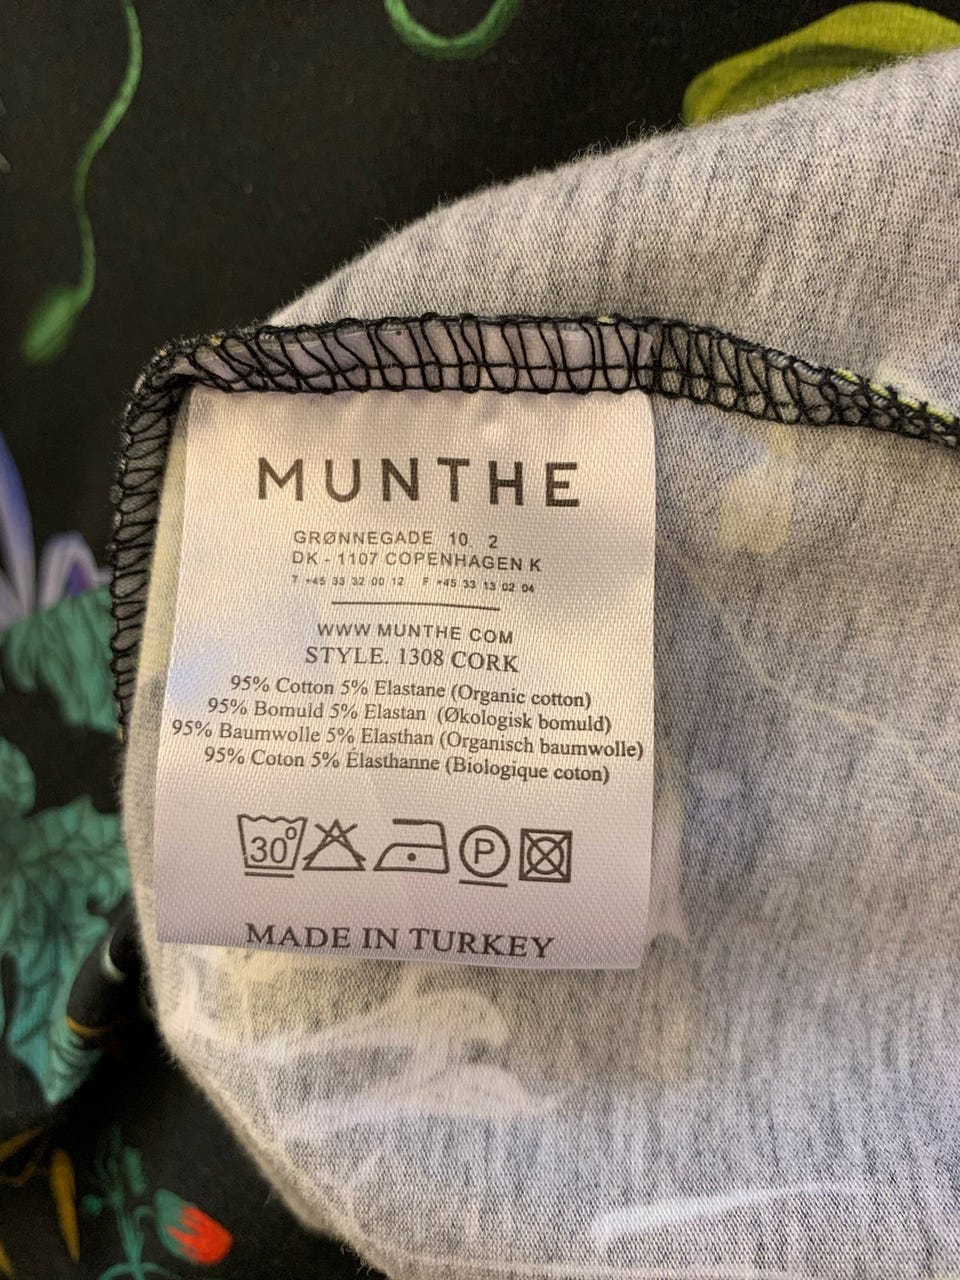 MUNTHE
GRØNNEGADE 10. 2
DK - 1107 COPENHAGEN K
T +45 33 32 00 12 F +45 33 13 02 04
WWW MUNTHE COM
STYLE. 1308 CORK
95% Cotton 5% Elastane (Organic cotton)
95% Bomuld 5% Elastan (Økologisk bomuld)
95% Baumwolle 5% Elasthan (Organisch baumwolle)
95% Coton 5% Élasthanne (Biologique coton)
30° P
MADE IN TURKEY